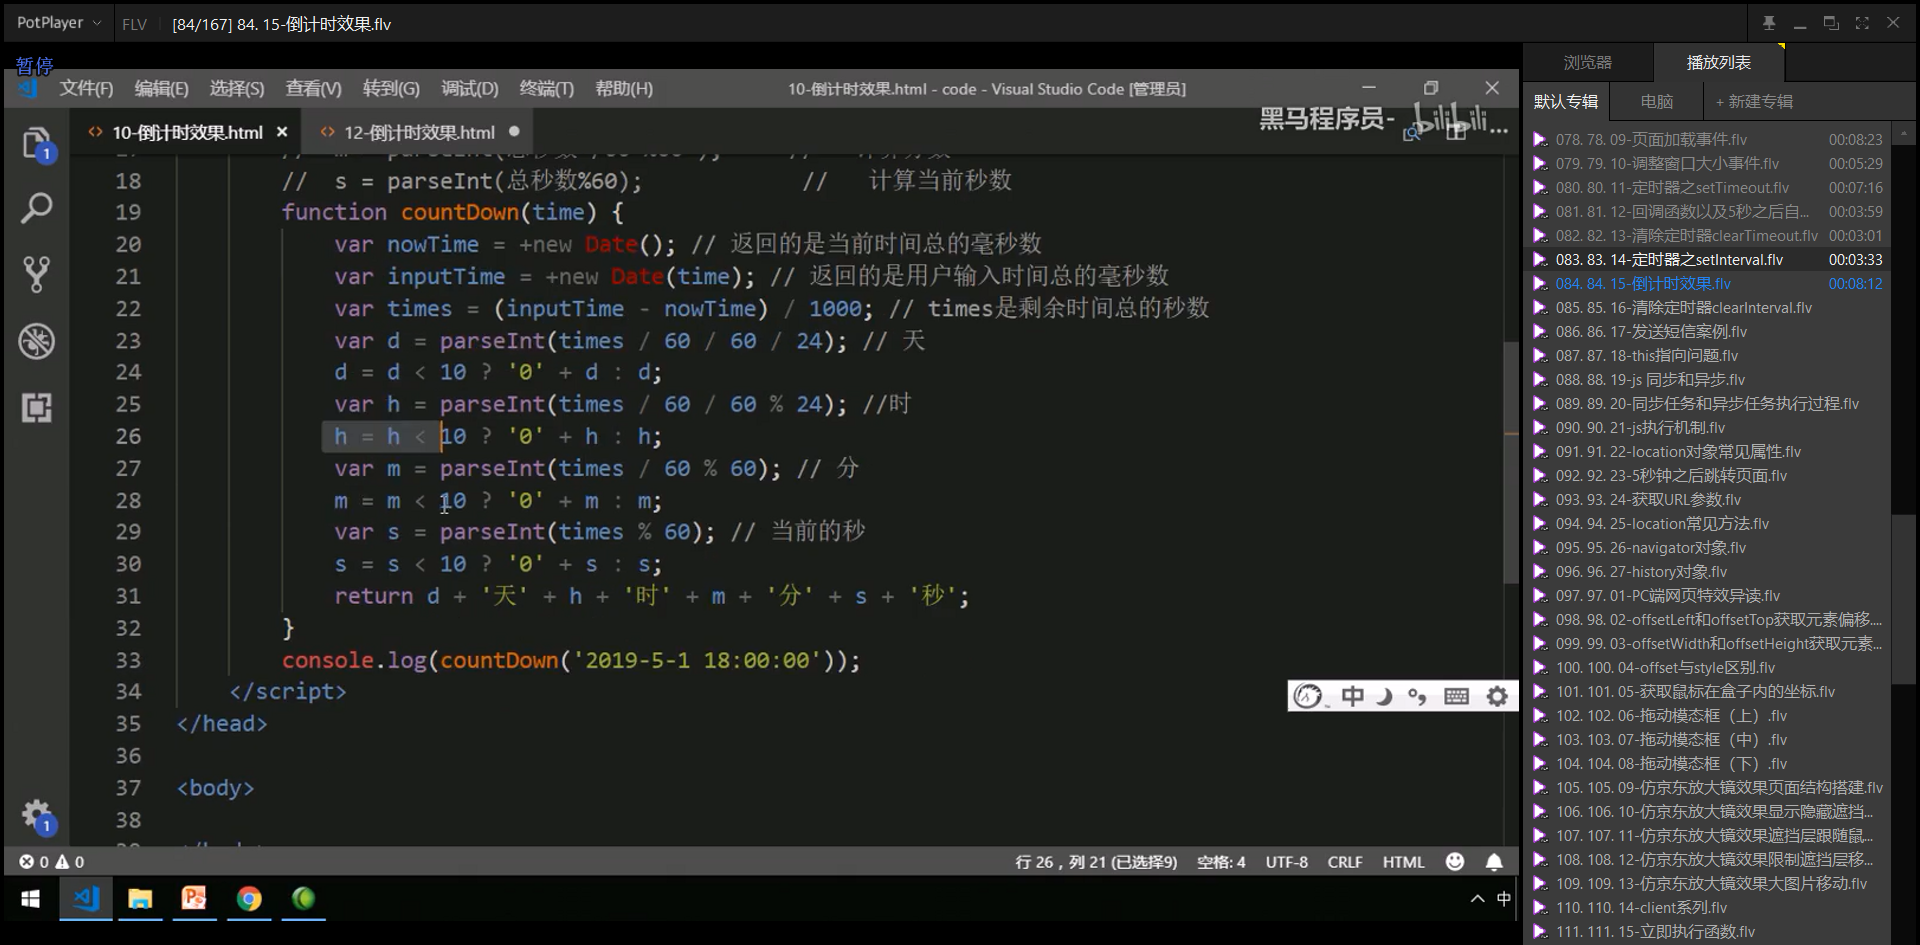 PotPlayer
FLV
[84/167] 84. 15-倒计时效果.flv
暂停
文件(F) 编辑(E) 选择(S) 查看(V) 转到(G) 调试(D) 终端(T) 帮助(H)
10-倒计时效果.html - code - Visual Studio Code [管理员]
10-倒计时效果.html
12-倒计时效果.html
黑马程序员- bilibili
18 // s = parseInt(总秒数%60); // 计算当前秒数
19 function countDown(time) {
20 var nowTime = +new Date(); // 返回的是当前时间总的毫秒数
21 var inputTime = +new Date(time); // 返回的是用户输入时间总的毫秒数
22 var times = (inputTime - nowTime) / 1000; // times是剩余时间总的秒数
23 var d = parseInt(times / 60 / 60 / 24); // 天
24 d = d < 10 ? '0' + d : d;
25 var h = parseInt(times / 60 / 60 % 24); //时
26 h = h < 10 ? '0' + h : h;
27 var m = parseInt(times / 60 % 60); // 分
28 m = m < 10 ? '0' + m : m;
29 var s = parseInt(times % 60); // 当前的秒
30 s = s < 10 ? '0' + s : s;
31 return d + '天' + h + '时' + m + '分' + s + '秒';
32 }
33 console.log(countDown('2019-5-1 18:00:00'));
34 </script>
35 </head>
36
37 <body>
38
1
1
中
0 0
行 26，列 21 (已选择9) 空格: 4 UTF-8 CRLF HTML
中
浏览器 播放列表
默认专辑 电脑 + 新建专辑
078. 78. 09-页面加载事件.flv 00:08:23
079. 79. 10-调整窗口大小事件.flv 00:05:29
080. 80. 11-定时器之setTimeout.flv 00:07:16
081. 81. 12-回调函数以及5秒之后自... 00:03:59
082. 82. 13-清除定时器clearTimeout.flv 00:03:01
083. 83. 14-定时器之setInterval.flv 00:03:33
084. 84. 15-倒计时效果.flv 00:08:12
085. 85. 16-清除定时器clearInterval.flv
086. 86. 17-发送短信案例.flv
087. 87. 18-this指向问题.flv
088. 88. 19-js 同步和异步.flv
089. 89. 20-同步任务和异步任务执行过程.flv
090. 90. 21-js执行机制.flv
091. 91. 22-location对象常见属性.flv
092. 92. 23-5秒钟之后跳转页面.flv
093. 93. 24-获取URL参数.flv
094. 94. 25-location常见方法.flv
095. 95. 26-navigator对象.flv
096. 96. 27-history对象.flv
097. 97. 01-PC端网页特效导读.flv
098. 98. 02-offsetLeft和offsetTop获取元素偏移....
099. 99. 03-offsetWidth和offsetHeight获取元素...
100. 100. 04-offset与style区别.flv
101. 101. 05-获取鼠标在盒子内的坐标.flv
102. 102. 06-拖动模态框（上）.flv
103. 103. 07-拖动模态框（中）.flv
104. 104. 08-拖动模态框（下）.flv
105. 105. 09-仿京东放大镜效果页面结构搭建.flv
106. 106. 10-仿京东放大镜效果显示隐藏遮挡...
107. 107. 11-仿京东放大镜效果遮挡层跟随鼠...
108. 108. 12-仿京东放大镜效果限制遮挡层移...
109. 109. 13-仿京东放大镜效果大图片移动.flv
110. 110. 14-client系列.flv
111. 111. 15-立即执行函数.flv